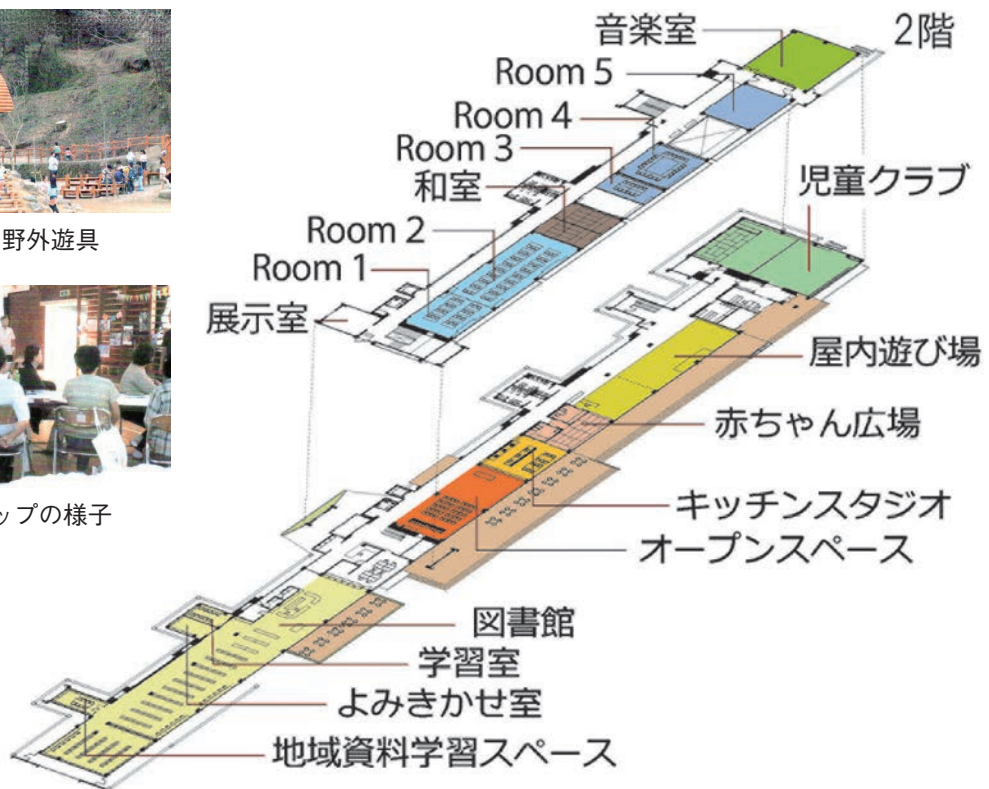 野外遊具
ップの様子
2階
音楽室
Room 5
Room 4
Room 3
和室
Room 2
Room 1
展示室
児童クラブ
屋内遊び場
赤ちゃん広場
キッチンスタジオ
オープンスペース
図書館
学習室
よみきかせ室
地域資料学習スペース